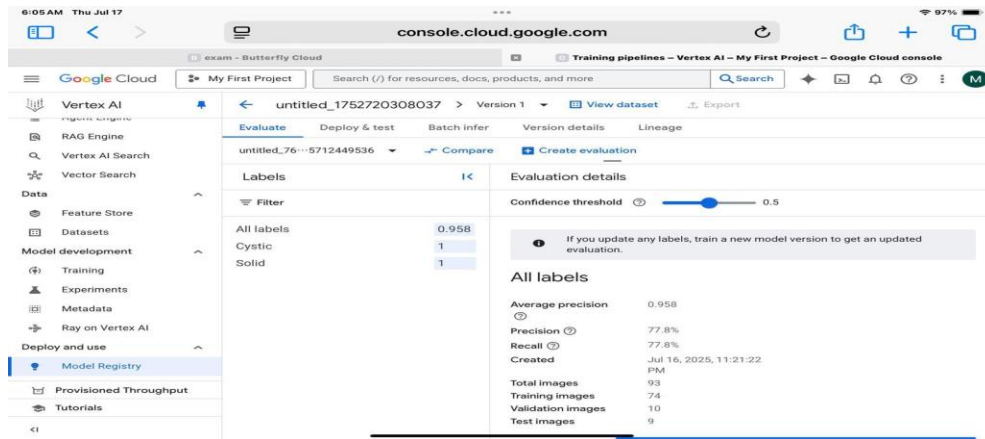 6:05 AM Thu Jul 17
97%
console.cloud.google.com
exam - Butterfly Cloud
Training pipelines – Vertex AI – My First Project – Google Cloud console
Google Cloud
My First Project
Search (/) for resources, docs, products, and more
Search
M
Vertex AI
untitled_1752720308037 > Version 1
View dataset
Export
Agent Engine
RAG Engine
Vertex AI Search
Vector Search
Data
Feature Store
Datasets
Model development
Training
Experiments
Metadata
Ray on Vertex AI
Deploy and use
Model Registry
Provisioned Throughput
Tutorials
Evaluate Deploy & test Batch infer Version details Lineage
untitled_76···5712449536
Compare
Create evaluation
Labels
Filter
All labels 0.958
Cystic 1
Solid 1
Evaluation details
Confidence threshold 0.5
If you update any labels, train a new model version to get an updated
evaluation.
All labels
Average precision 0.958
Precision 77.8%
Recall 77.8%
Created Jul 16, 2025, 11:21:22
PM
Total images 93
Training images 74
Validation images 10
Test images 9